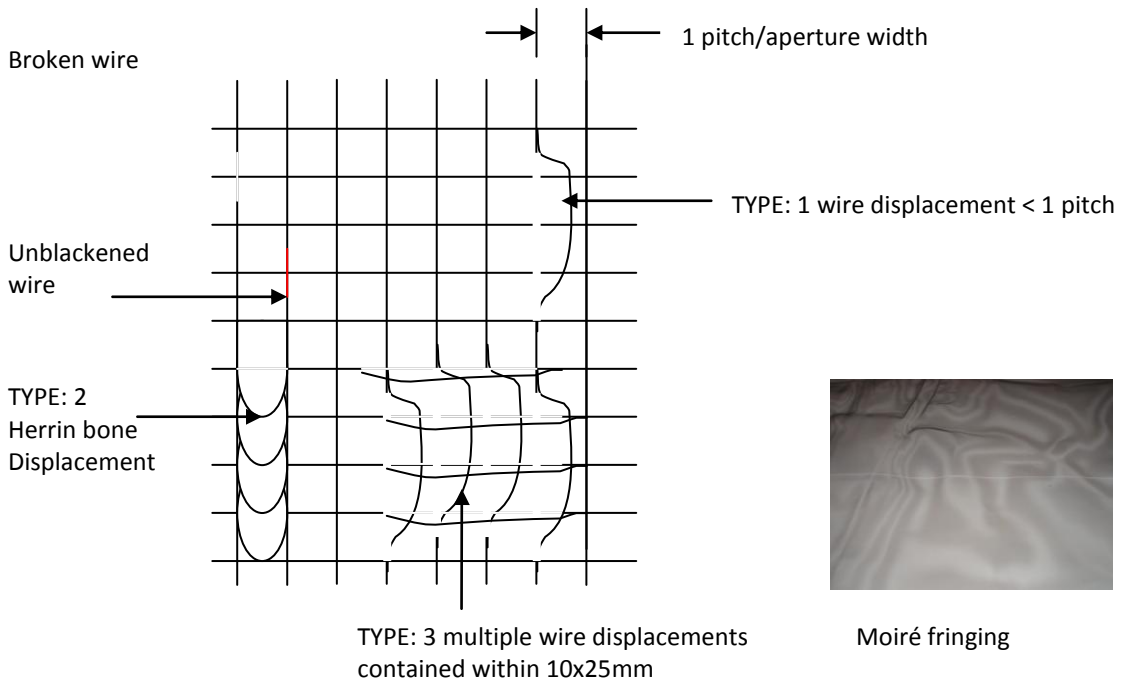 1 pitch/aperture width
Broken wire
TYPE: 1 wire displacement < 1 pitch
Unblackened
wire
TYPE: 2
Herrin bone
Displacement
TYPE: 3 multiple wire displacements
contained within 10x25mm
Moiré fringing